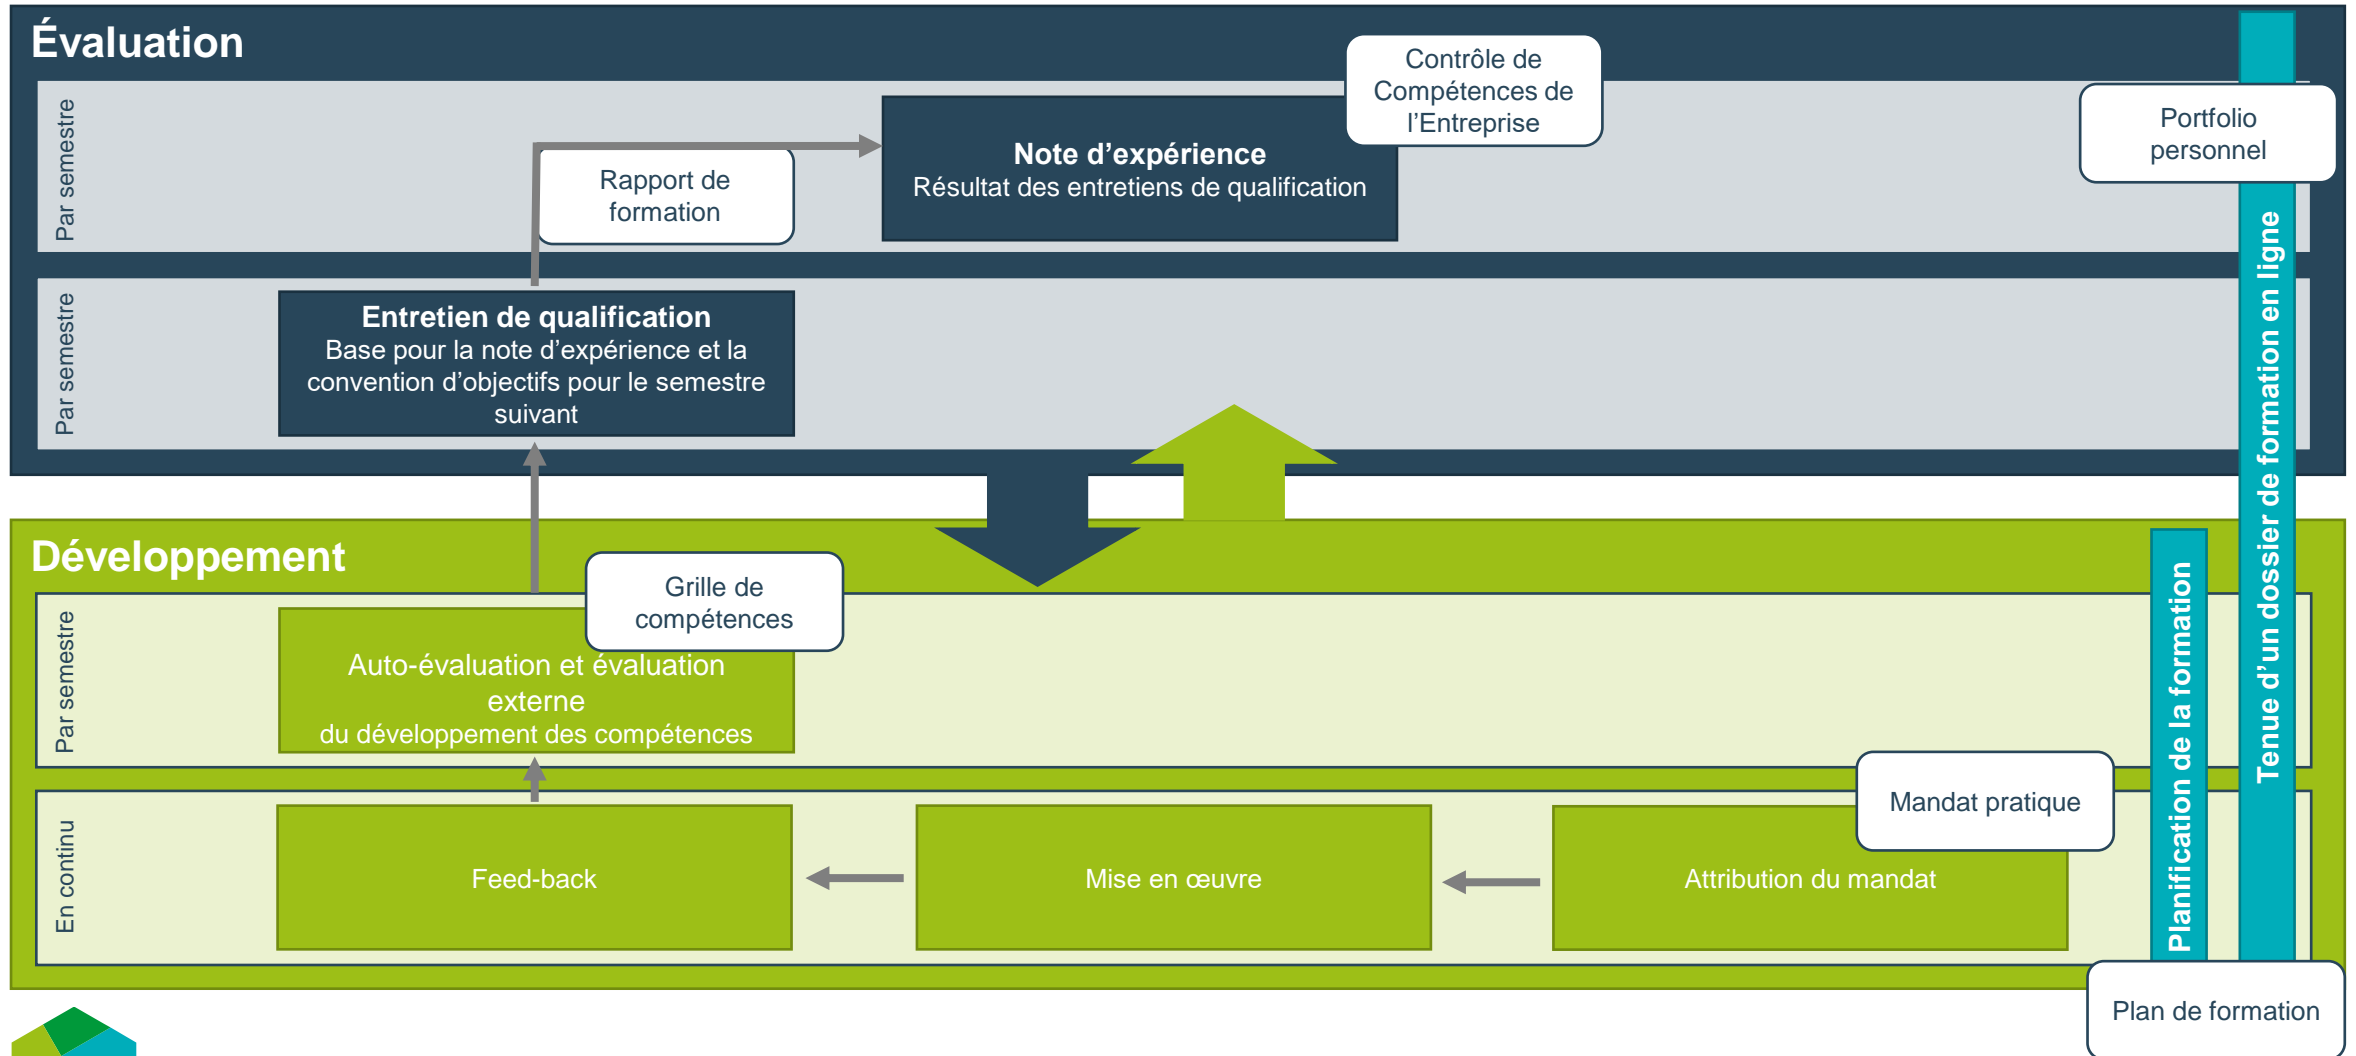 Évaluation
Par semestre
Rapport de
formation
Note d’expérience
Résultat des entretiens de qualification
Contrôle de
Compétences de
l’Entreprise
Portfolio
personnel
Par semestre
Entretien de qualification
Base pour la note d’expérience et la
convention d’objectifs pour le semestre
suivant
Tenue d’un dossier de formation en ligne
Développement
Par semestre
Grille de
compétences
Auto-évaluation et évaluation
externe
du développement des compétences
Planification de la formation
En continu
Feed-back
Mise en œuvre
Attribution du mandat
Mandat pratique
Plan de formation